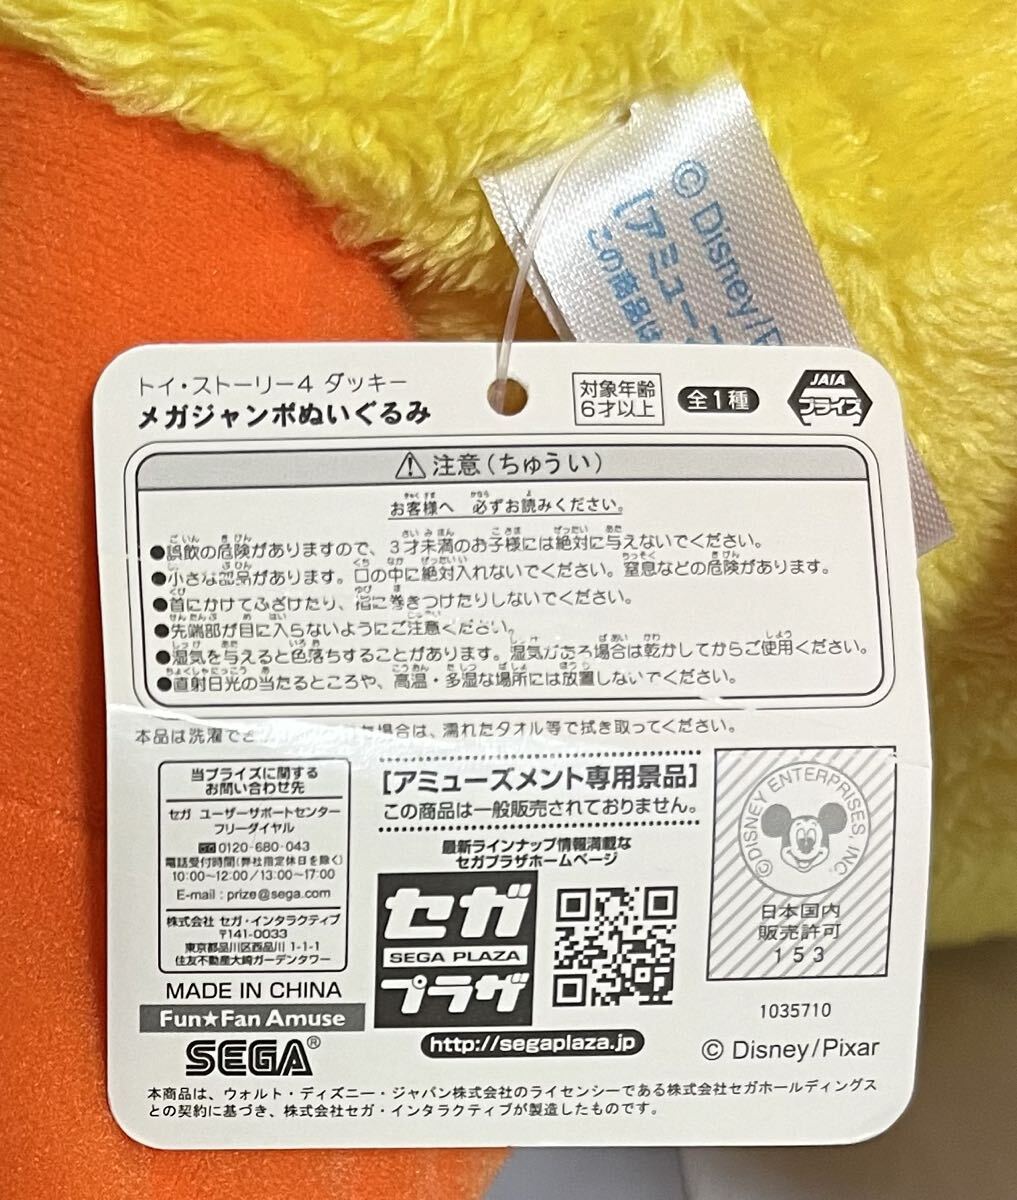 © Disney/P
[アミューズ
この商品は
トイ・ストーリー4 ダッキー
メガジャンボぬいぐるみ
対象年齢
6才以上
全1種
JAIA
プライズ
注意(ちゅうい)
お客様へ 必ずお読みください。
●誤飲の危険がありますので、3才未満のお子様には絶対に与えないでください。
●小さな部品があります。口の中に絶対入れないでください。窒息などの危険があります。
●首にかけてふざけたり、指に巻きつけたりしないでください。
●先端部が目に入らないようにご注意ください。
●湿気を与えると色落ちすることがあります。湿気がある場合は乾かしてからご使用ください。
●直射日光の当たるところや、高温・多湿な場所には放置しないでください。
本品は洗濯でき
た場合は、濡れたタオル等で拭き取ってください。
当プライズに関する
お問い合わせ先
セガ ユーザーサポートセンター
フリーダイヤル
0120-680-043
電話受付時間(弊社指定休日を除く)
10:00~12:00/13:00~17:00
E-mail : prize@sega.com
株式会社 セガ・インタラクティブ
〒141-0033
東京都品川区西品川 1-1-1
住友不動産大崎ガーデンタワー
MADE IN CHINA
Fun★Fan Amuse
SEGA®
[アミューズメント専用景品]
この商品は一般販売されておりません。
最新ラインナップ情報満載な
セガプラザホームページ
セガ
SEGA PLAZA
プラザ
http://segaplaza.jp
©DISNEY ENTERPRISES, INC.
日本国内
販売許可
153
1035710
© Disney/Pixar
本商品は、ウォルト・ディズニー・ジャパン株式会社のライセンシーである株式会社セガホールディングス
との契約に基づき、株式会社セガ・インタラクティブが製造したものです。